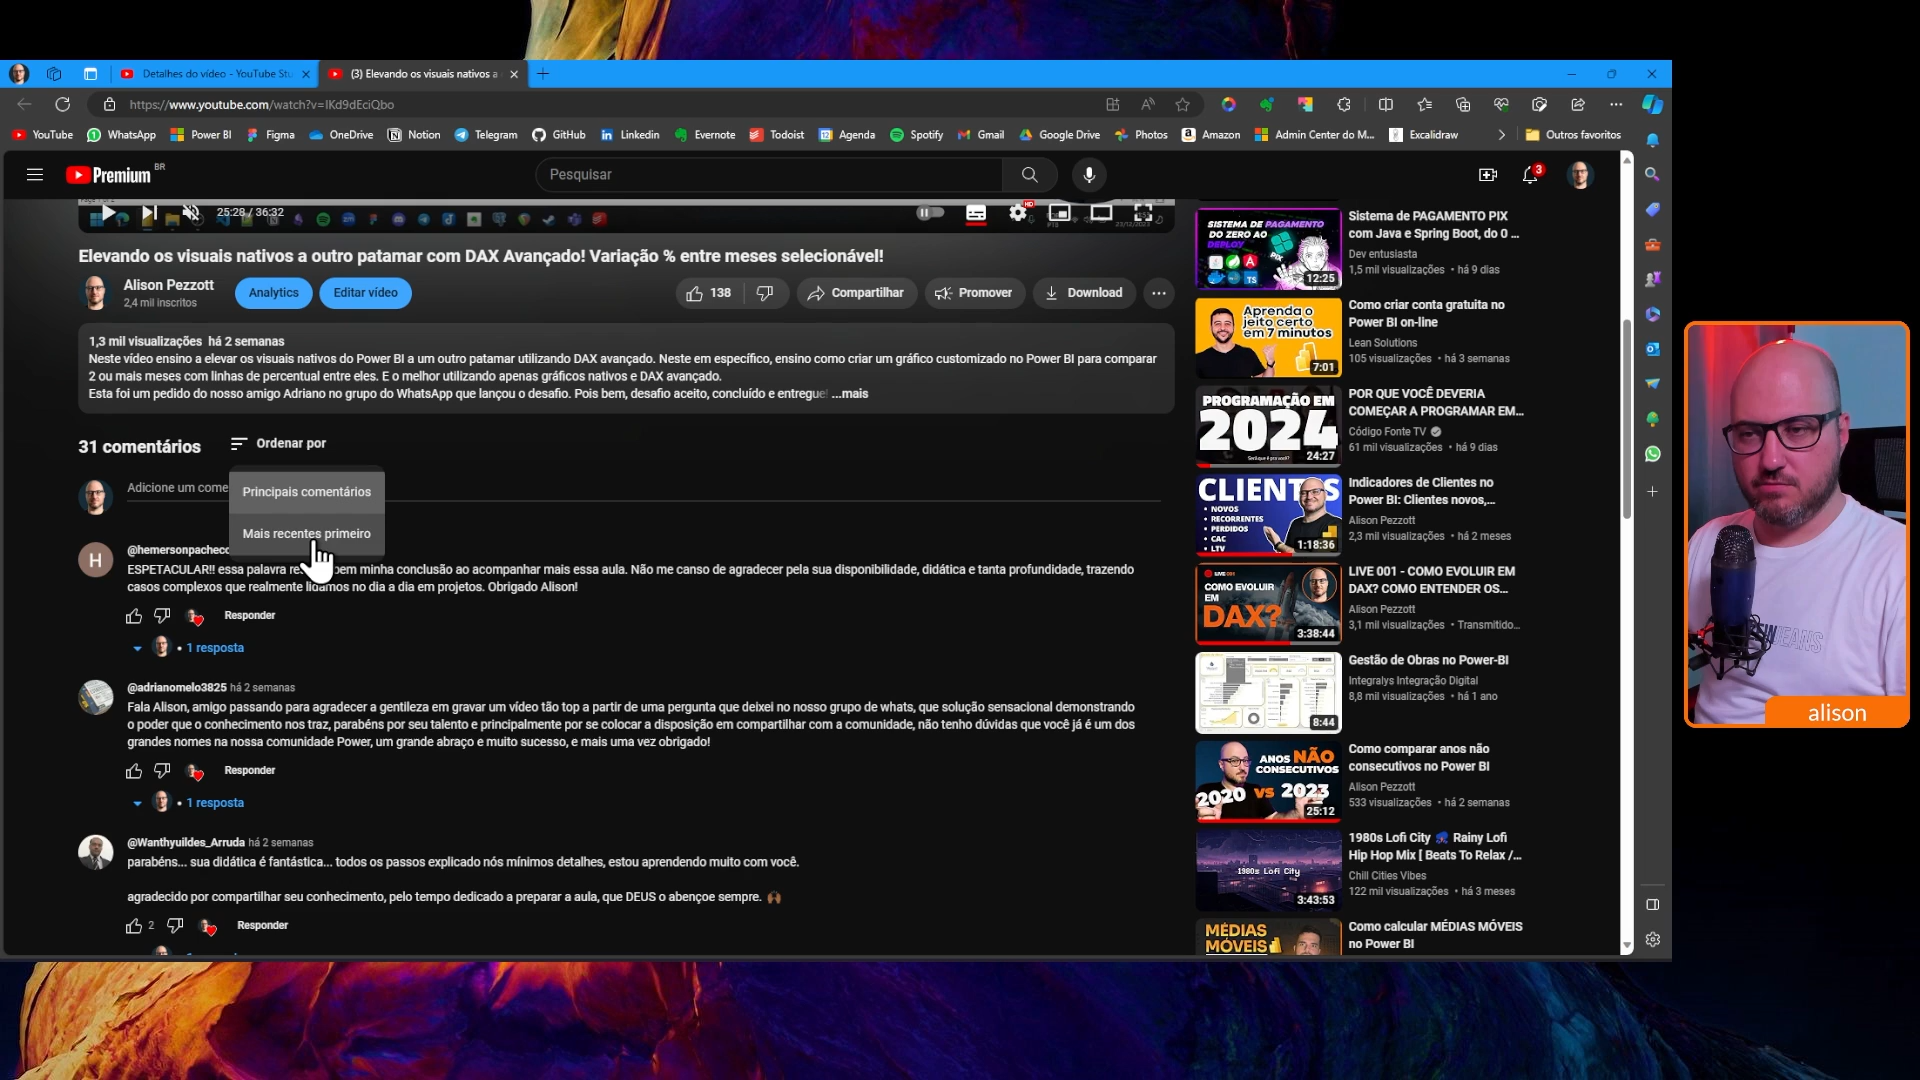 Detalhes do vídeo - YouTube Stu
(3) Elevando os visuais nativos a
https://www.youtube.com/watch?v=IKd9dEciQbo
YouTube
WhatsApp
Power BI
Figma
OneDrive
Notion
Telegram
GitHub
Linkedin
Evernote
Todoist
Agenda
Spotify
Gmail
Google Drive
Photos
Amazon
Admin Center do M...
Excalidraw
Outros favoritos
Premium BR
Pesquisar
3
25:28 / 36:32
HD
Elevando os visuais nativos a outro patamar com DAX Avançado! Variação % entre meses selecionável!
Alison Pezzott
2,4 mil inscritos
Analytics
Editar vídeo
138
Compartilhar
Promover
Download
1,3 mil visualizações há 2 semanas
Neste vídeo ensino a elevar os visuais nativos do Power BI a um outro patamar utilizando DAX avançado. Neste em específico, ensino como criar um gráfico customizado no Power BI para comparar
2 ou mais meses com linhas de percentual entre eles. E o melhor utilizando apenas gráficos nativos e DAX avançado.
Esta foi um pedido do nosso amigo Adriano no grupo do WhatsApp que lançou o desafio. Pois bem, desafio aceito, concluído e entregue! ...mais
31 comentários
Ordenar por
Adicione um come
Principais comentários
Mais recentes primeiro
H
@hemersonpacheco
ESPETACULAR!! essa palavra re bem minha conclusão ao acompanhar mais essa aula. Não me canso de agradecer pela sua disponibilidade, didática e tanta profundidade, trazendo
casos complexos que realmente lidamos no dia a dia em projetos. Obrigado Alison!
Responder
1 resposta
@adrianomelo3825 há 2 semanas
Fala Alison, amigo passando para agradecer a gentileza em gravar um vídeo tão top a partir de uma pergunta que deixei no nosso grupo de whats, que solução sensacional demonstrando
o poder que o conhecimento nos traz, parabéns por seu talento e principalmente por se colocar a disposição em compartilhar com a comunidade, não tenho dúvidas que você já é um dos
grandes nomes na nossa comunidade Power, um grande abraço e muito sucesso, e mais uma vez obrigado!
Responder
1 resposta
@Wanthyuildes_Arruda há 2 semanas
parabéns... sua didática é fantástica... todos os passos explicado nós mínimos detalhes, estou aprendendo muito com você.
agradecido por compartilhar seu conhecimento, pelo tempo dedicado a preparar a aula, que DEUS o abençoe sempre.
2
Responder
SISTEMA DE PAGAMENTO
DO ZERO AO
DEPLOY
PIX
12:25
Sistema de PAGAMENTO PIX
com Java e Spring Boot, do 0 ...
Dev entusiasta
1,5 mil visualizações • há 9 dias
Aprenda o
jeito certo
em 7 minutos
7:01
Como criar conta gratuita no
Power BI on-line
Lean Solutions
105 visualizações • há 3 semanas
PROGRAMAÇÃO EM
2024
24:27
POR QUE VOCÊ DEVERIA
COMEÇAR A PROGRAMAR EM...
Código Fonte TV
61 mil visualizações • há 9 dias
CLIENTES
• NOVOS
• RECORRENTES
• PERDIDOS
• CAC
• LTV
1:18:36
Indicadores de Clientes no
Power BI: Clientes novos,...
Alison Pezzott
2,3 mil visualizações • há 2 meses
LIVE 001
COMO EVOLUIR
EM
DAX?
3:38:44
LIVE 001 - COMO EVOLUIR EM
DAX? COMO ENTENDER OS...
Alison Pezzott
3,1 mil visualizações • Transmitido...
8:44
Gestão de Obras no Power-BI
Integralys Integração Digital
8,8 mil visualizações • há 1 ano
ANOS NÃO
CONSECUTIVOS
2020 VS 2023
25:12
Como comparar anos não
consecutivos no Power BI
Alison Pezzott
533 visualizações • há 2 semanas
1980s Lofi City
3:43:53
1980s Lofi City Rainy Lofi
Hip Hop Mix [ Beats To Relax /...
Chill Cities Vibes
122 mil visualizações • há 3 meses
MÉDIAS
MÓVEIS
Como calcular MÉDIAS MÓVEIS
no Power BI
alison